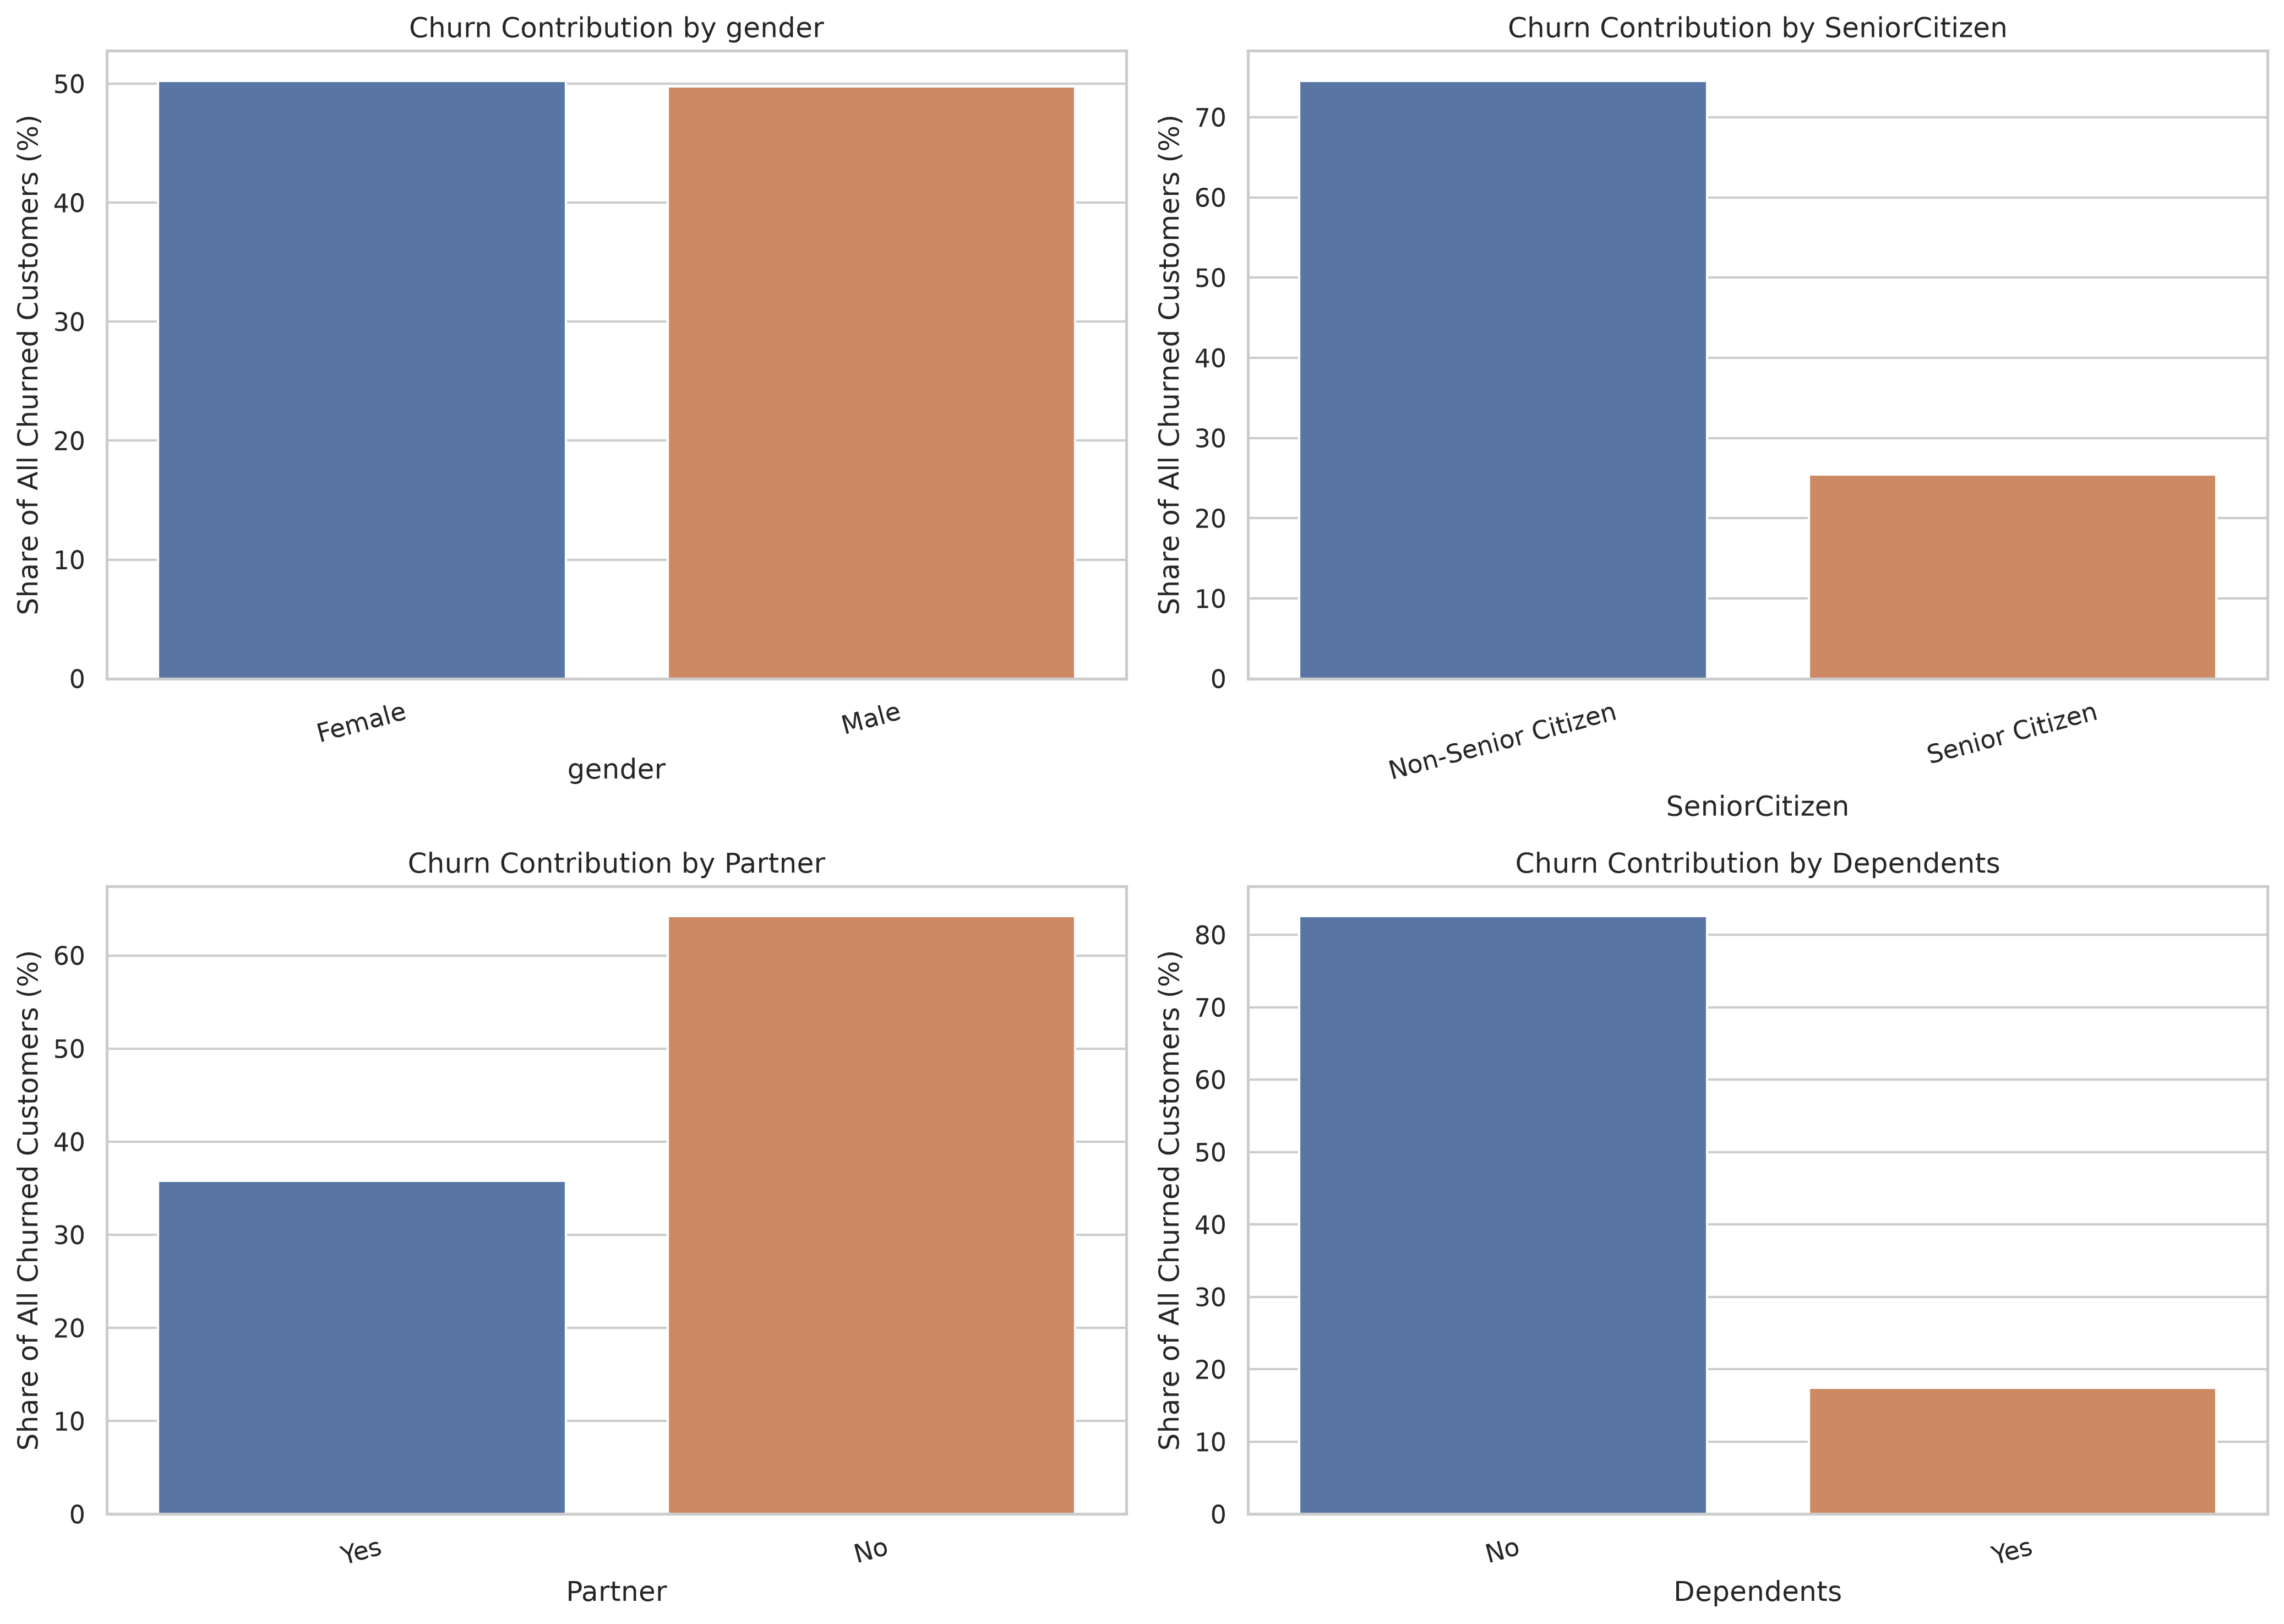 Churn Contribution by gender
Share of All Churned Customers (%)
50
40
30
20
10
0
Female
Male
gender
Churn Contribution by SeniorCitizen
Share of All Churned Customers (%)
70
60
50
40
30
20
10
0
Non-Senior Citizen
Senior Citizen
SeniorCitizen
Churn Contribution by Partner
Share of All Churned Customers (%)
60
50
40
30
20
10
0
Yes
No
Partner
Churn Contribution by Dependents
Share of All Churned Customers (%)
80
70
60
50
40
30
20
10
0
No
Yes
Dependents